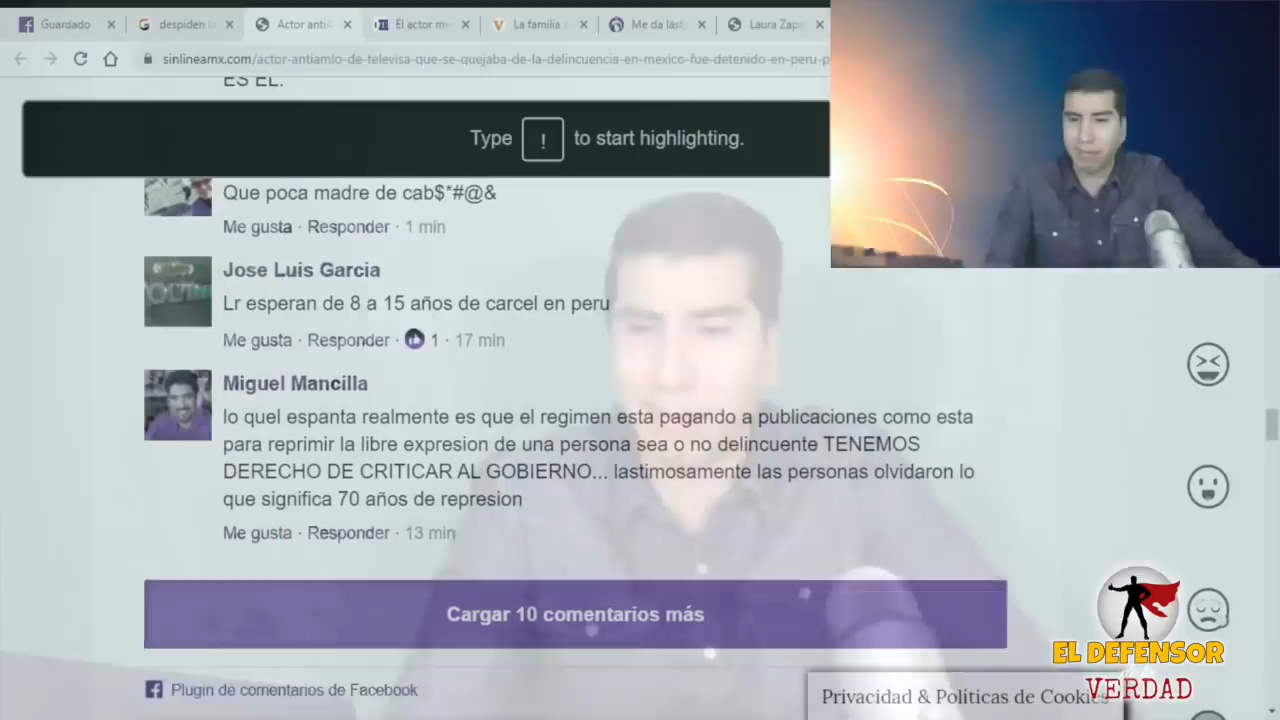 Guardado
despiden
Actor anti
El actor me
La familia
Me da lást
Laura Zapa
sinlineamx.com/actor-antiamlo-de-televisa-que-se-quejaba-de-la-delincuencia-en-mexico-fue-detenido-en-peru-p
ES EL.
Type ! to start highlighting.
Que poca madre de cab$*#@&
Me gusta · Responder · 1 min
Jose Luis Garcia
Lr esperan de 8 a 15 años de carcel en peru
Me gusta · Responder · 1 · 17 min
Miguel Mancilla
lo quel espanta realmente es que el regimen esta pagando a publicaciones como esta
para reprimir la libre expresion de una persona sea o no delincuente TENEMOS
DERECHO DE CRITICAR AL GOBIERNO... lastimosamente las personas olvidaron lo
que significa 70 años de represion
Me gusta · Responder · 13 min
Cargar 10 comentarios más
Plugin de comentarios de Facebook
Privacidad & Políticas de Cookies
EL DEFENSOR
VERDAD